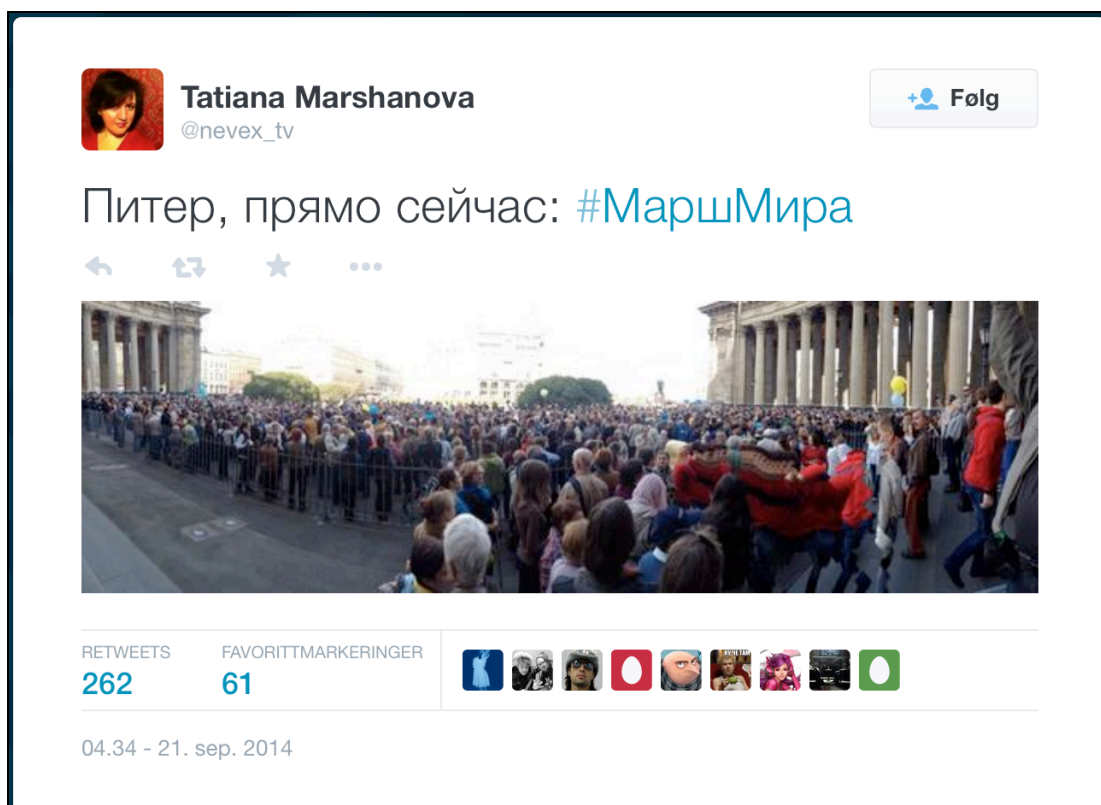 Tatiana Marshanova
@nevex_tv
Følg
Питер, прямо сейчас: #МаршМира
RETWEETS
262
FAVORITTMARKERINGER
61
04.34 - 21. sep. 2014